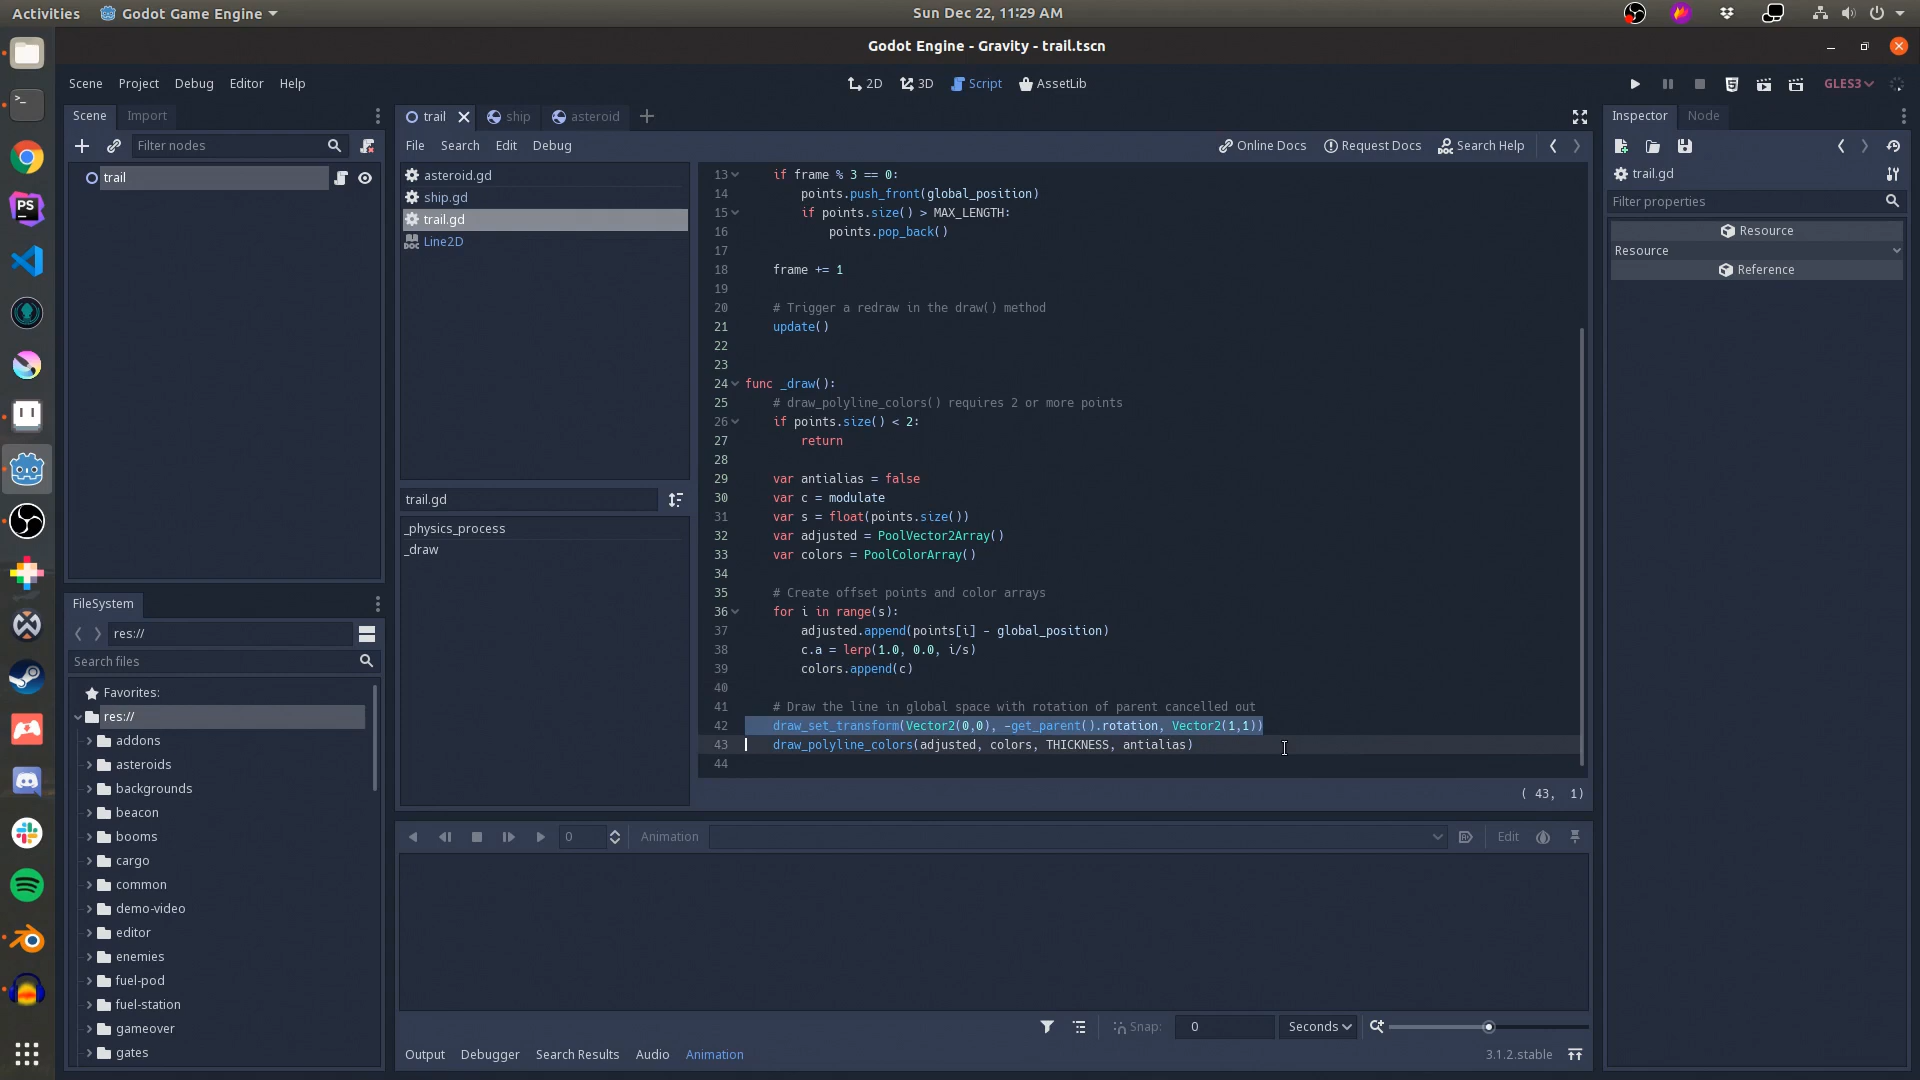 Activities
Godot Game Engine
Sun Dec 22, 11:29 AM
Godot Engine - Gravity - trail.tscn
Scene Project Debug Editor Help
2D 3D Script AssetLib
GLES3
Scene Import
Filter nodes
trail
trail ship asteroid
File Search Edit Debug
Online Docs Request Docs Search Help
asteroid.gd
ship.gd
trail.gd
Line2D
trail.gd
_physics_process
_draw
13 if frame % 3 == 0:
14 points.push_front(global_position)
15 if points.size() > MAX_LENGTH:
16 points.pop_back()
17
18 frame += 1
19
20 # Trigger a redraw in the draw() method
21 update()
22
23
24 func _draw():
25 # draw_polyline_colors() requires 2 or more points
26 if points.size() < 2:
27 return
28
29 var antialias = false
30 var c = modulate
31 var s = float(points.size())
32 var adjusted = PoolVector2Array()
33 var colors = PoolColorArray()
34
35 # Create offset points and color arrays
36 for i in range(s):
37 adjusted.append(points[i] - global_position)
38 c.a = lerp(1.0, 0.0, i/s)
39 colors.append(c)
40
41 # Draw the line in global space with rotation of parent cancelled out
42 draw_set_transform(Vector2(0,0), -get_parent().rotation, Vector2(1,1))
43 draw_polyline_colors(adjusted, colors, THICKNESS, antialias)
44
( 43, 1)
Inspector Node
trail.gd
Filter properties
Resource
Resource
Reference
FileSystem
res://
Search files
Favorites:
res://
addons
asteroids
backgrounds
beacon
booms
cargo
common
demo-video
editor
enemies
fuel-pod
fuel-station
gameover
gates
0 Animation Edit
Snap: 0 Seconds
Output Debugger Search Results Audio Animation
3.1.2.stable
PS
DOC